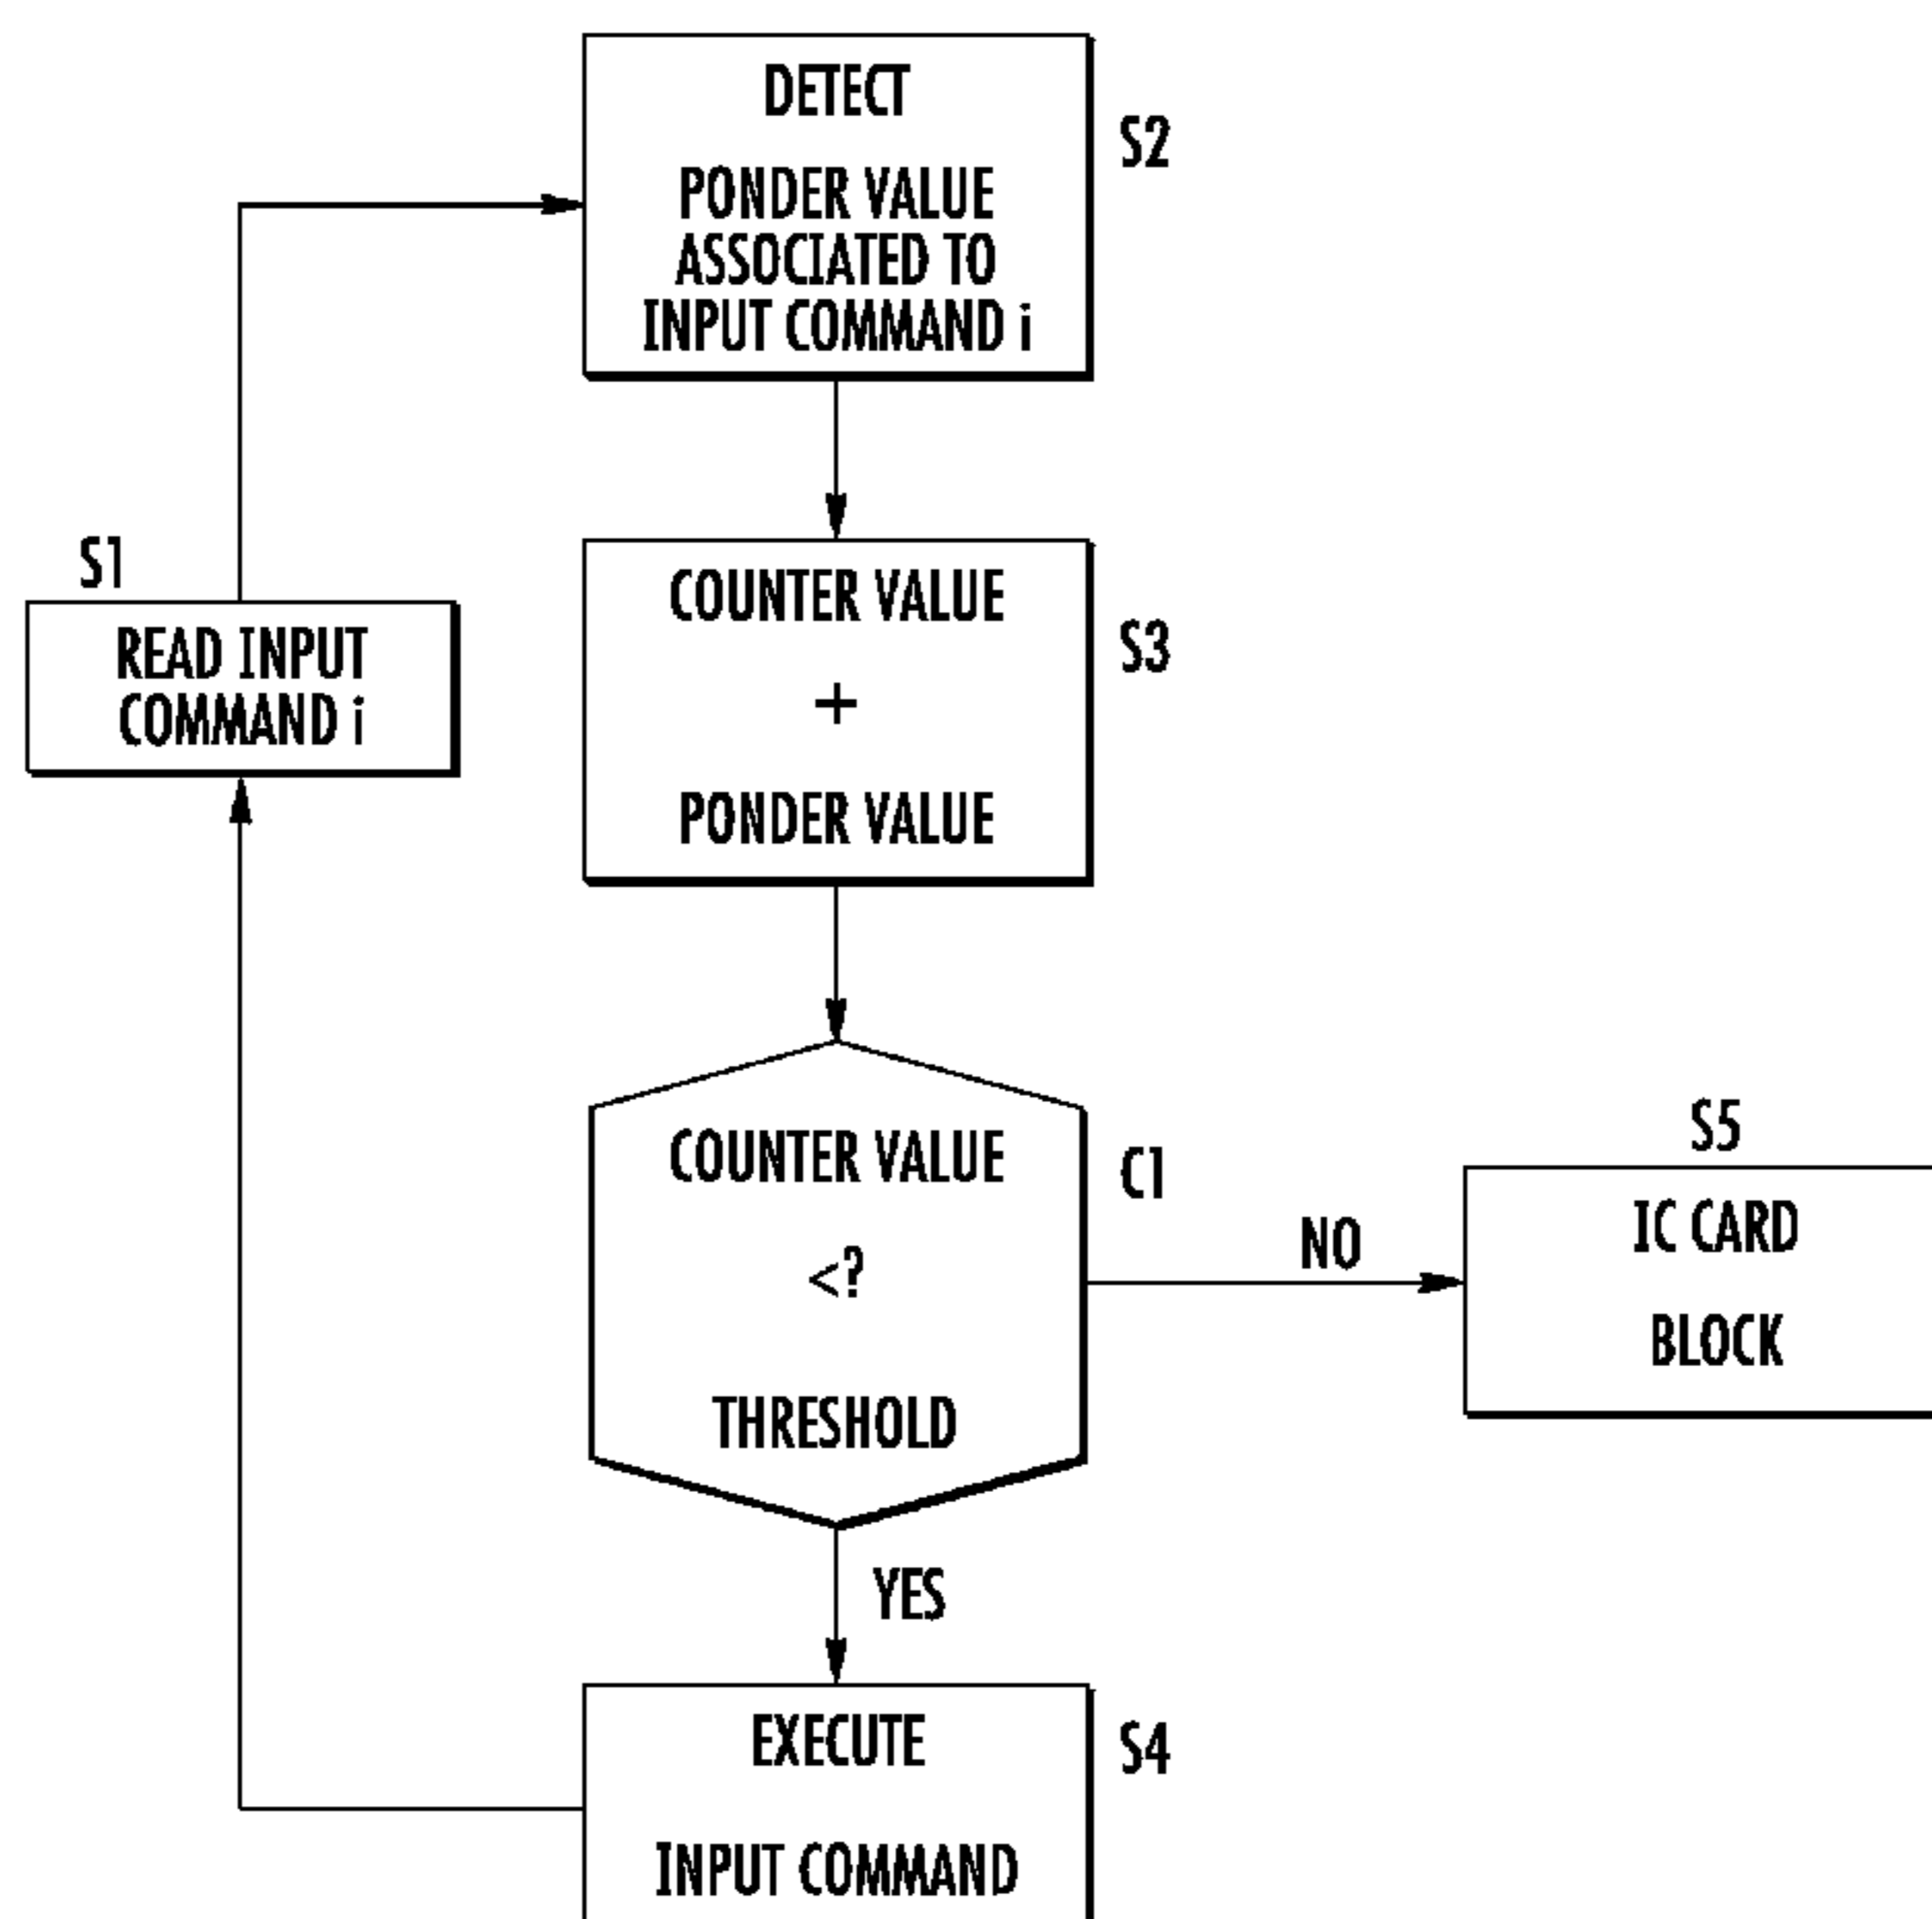 DETECT
PONDER VALUE
ASSOCIATED TO
INPUT COMMAND i
S2
S1
READ INPUT
COMMAND i
COUNTER VALUE
+
PONDER VALUE
S3
COUNTER VALUE
<?
THRESHOLD
C1
NO
S5
IC CARD
BLOCK
YES
EXECUTE
INPUT COMMAND
S4